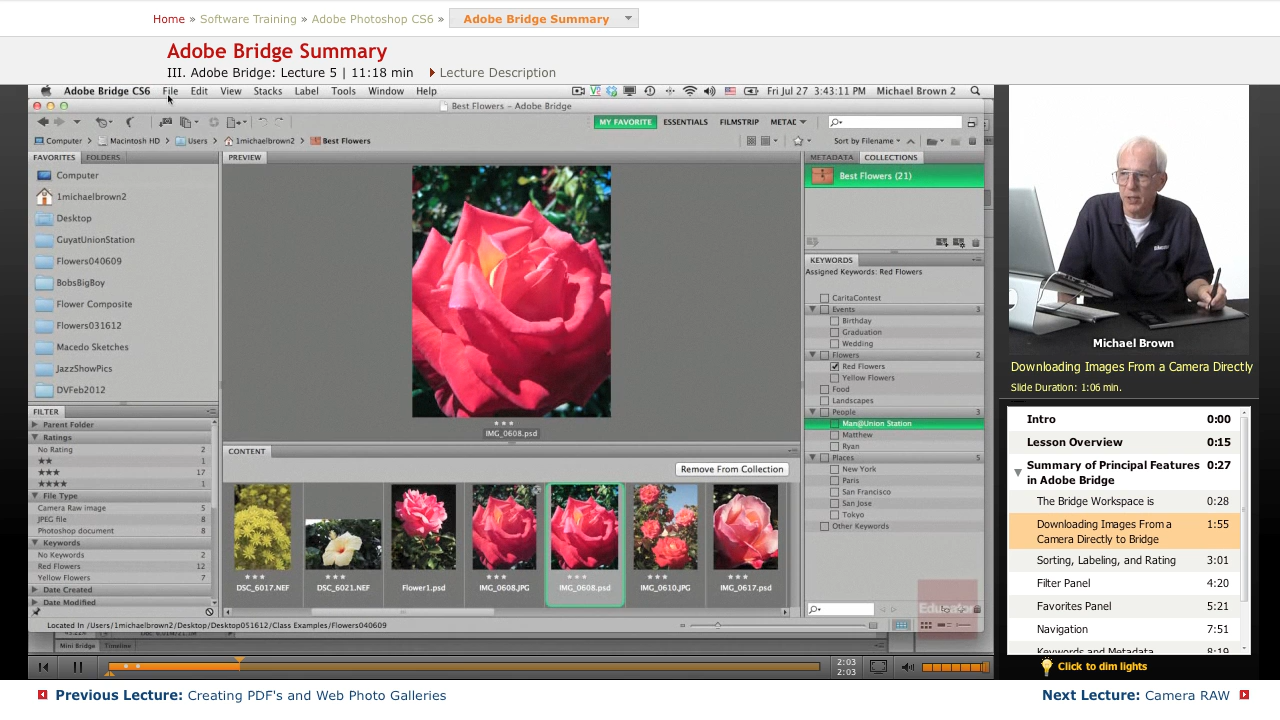 Home » Software Training » Adobe Photoshop CS6 » Adobe Bridge Summary
Adobe Bridge Summary
III. Adobe Bridge: Lecture 5 | 11:18 min Lecture Description
Adobe Bridge CS6 File Edit View Stacks Label Tools Window Help Fri Jul 27 3:43:11 PM Michael Brown 2
Best Flowers – Adobe Bridge
MY FAVORITE ESSENTIALS FILMSTRIP METAD
Computer Macintosh HD Users 1michaelbrown2 Best Flowers Sort by Filename
FAVORITES FOLDERS
Computer
1michaelbrown2
Desktop
GuyatUnionStation
Flowers040609
BobsBigBoy
Flower Composite
Flowers031612
Macedo Sketches
JazzShowPics
DVFeb2012
FILTER
Parent Folder
Ratings
No Rating 2
★★ 1
★★★ 17
★★★★ 1
File Type
Camera Raw image 5
JPEG file 8
Photoshop document 8
Keywords
No Keywords 2
Red Flowers 12
Yellow Flowers 7
Date Created
Date Modified
PREVIEW
IMG_0608.psd
CONTENT
Remove From Collection
DSC_6017.NEF DSC_6021.NEF Flower1.psd IMG_0608.JPG IMG_0608.psd IMG_0610.JPG IMG_0617.psd
METADATA COLLECTIONS
Best Flowers (21)
KEYWORDS
Assigned Keywords: Red Flowers
CaritaContest
Events 3
Birthday
Graduation
Wedding
Flowers 2
Red Flowers
Yellow Flowers
Food
Landscapes
People 3
Man@Union Station
Matthew
Ryan
Places 5
New York
Paris
San Francisco
San Jose
Tokyo
Other Keywords
Educator
Located In /Users/1michaelbrown2/Desktop/Desktop051612/Class Examples/Flowers040609
Mini Bridge Timeline
2:03
2:03
Michael Brown
Downloading Images From a Camera Directly
Slide Duration: 1:06 min.
Intro 0:00
Lesson Overview 0:15
Summary of Principal Features 0:27
in Adobe Bridge
The Bridge Workspace is 0:28
Downloading Images From a 1:55
Camera Directly to Bridge
Sorting, Labeling, and Rating 3:01
Filter Panel 4:20
Favorites Panel 5:21
Navigation 7:51
Keywords and Metadata 8:19
Click to dim lights
Previous Lecture: Creating PDF's and Web Photo Galleries
Next Lecture: Camera RAW